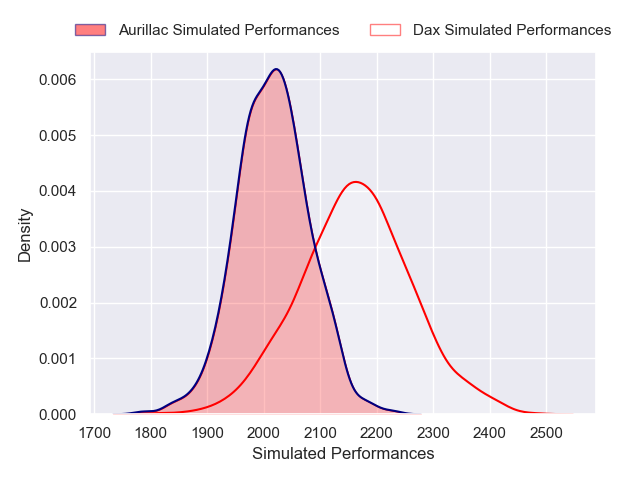 Aurillac Simulated Performances Dax Simulated Performances
0.006
0.005
0.004
0.003
0.002
0.001
0.000
Density
1700 1800 1900 2000 2100 2200 2300 2400 2500
Simulated Performances